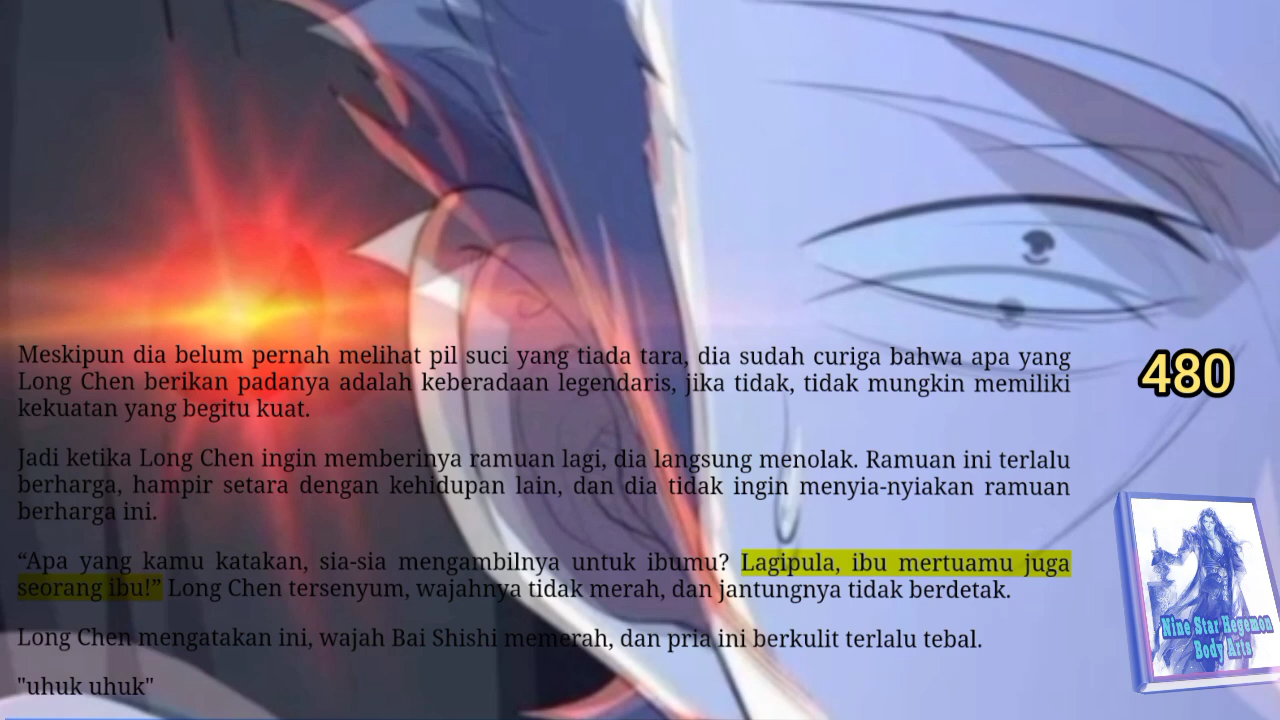 Meskipun dia belum pernah melihat pil suci yang tiada tara, dia sudah curiga bahwa apa yang
Long Chen berikan padanya adalah keberadaan legendaris, jika tidak, tidak mungkin memiliki
kekuatan yang begitu kuat.
Jadi ketika Long Chen ingin memberinya ramuan lagi, dia langsung menolak. Ramuan ini terlalu
berharga, hampir setara dengan kehidupan lain, dan dia tidak ingin menyia-nyiakan ramuan
berharga ini.
“Apa yang kamu katakan, sia-sia mengambilnya untuk ibumu? Lagipula, ibu mertuamu juga
seorang ibu!” Long Chen tersenyum, wajahnya tidak merah, dan jantungnya tidak berdetak.
Long Chen mengatakan ini, wajah Bai Shishi memerah, dan pria ini berkulit terlalu tebal.
"uhuk uhuk"
480
Nine Star Hegemon
Body Arts